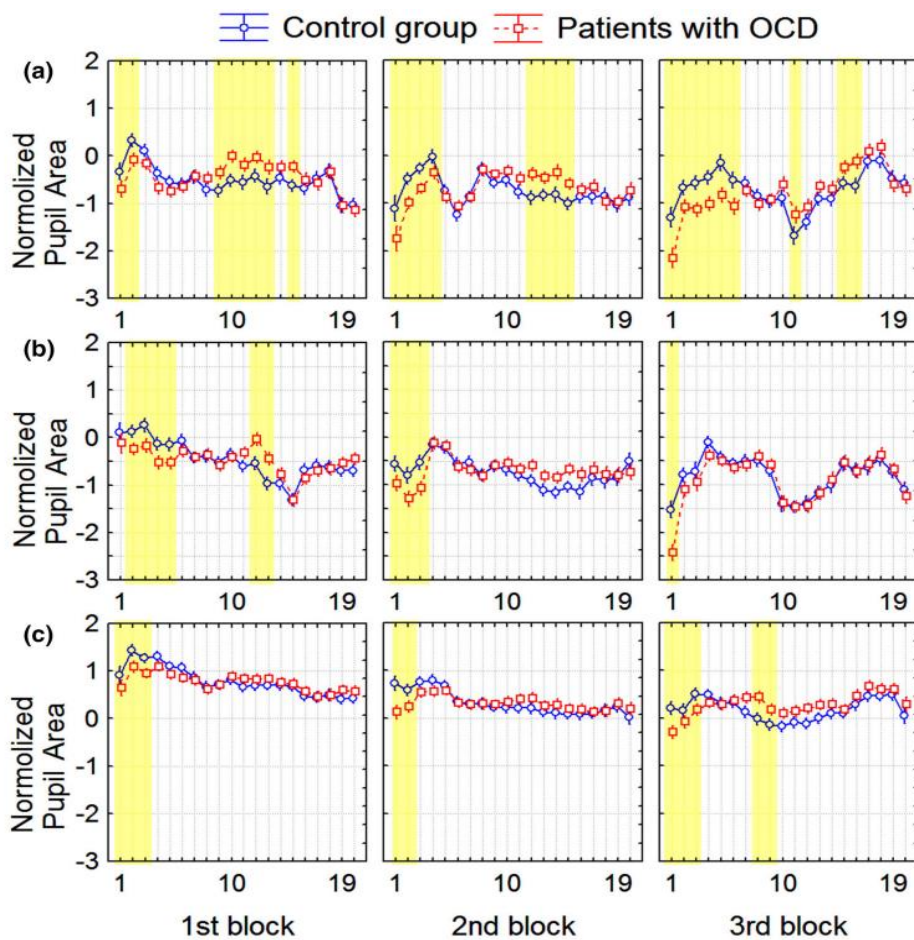 Control group Patients with OCD
(a)
Normolized
Pupil Area
2
1
0
-1
-2
-3
1 10 19 1 10 19 1 10 19
(b)
Normolized
Pupil Area
2
1
0
-1
-2
-3
1 10 19 1 10 19 1 10 19
(c)
Normolized
Pupil Area
2
1
0
-1
-2
-3
1 10 19 1 10 19 1 10 19
1st block 2nd block 3rd block